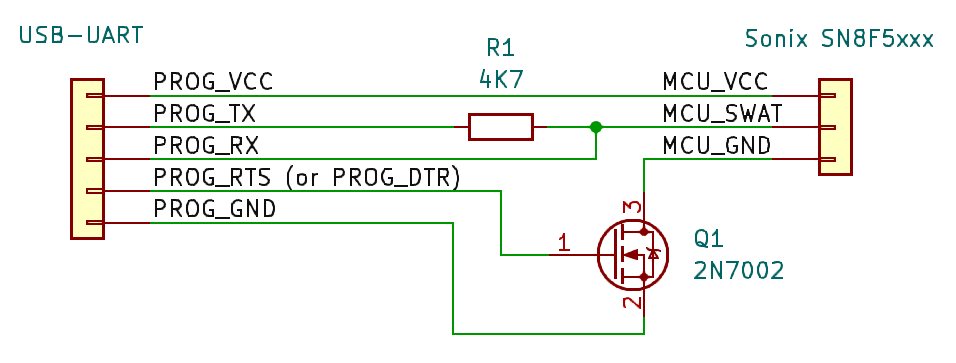 USB-UART
Sonix SN8F5xxx
R1
4K7
PROG_VCC
MCU_VCC
PROG_TX
MCU_SWAT
PROG_RX
MCU_GND
PROG_RTS (or PROG_DTR)
PROG_GND
3
1
Q1
2N7002
2